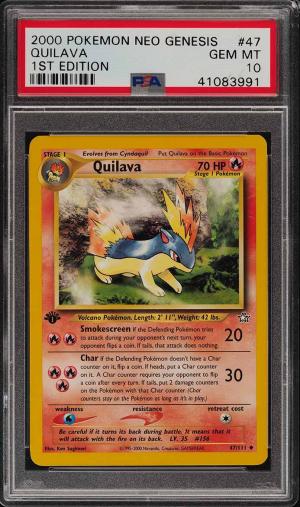 2000 POKEMON NEO GENESIS #47
QUILAVA GEM MT
1ST EDITION PSA 10
41083991
STAGE 1 Evolves from Cyndaquil Put Quilava on the Basic Pokémon
Quilava 70 HP
Stage 1 Pokémon
Volcano Pokémon. Length: 2' 11", Weight: 42 lbs.
Smokescreen If the Defending Pokémon tries
to attack during your opponent's next turn, your
opponent flips a coin. If tails, that attack does nothing.
20
Char If the Defending Pokémon doesn't have a Char
counter on it, flip a coin. If heads, put a Char counter
on it. A Char counter requires your opponent to flip
a coin after every turn. If tails, put 2 damage counters
on the Pokémon with that Char counter. (Char
counters stay on the Pokémon as long as it's in play.)
30
weakness resistance retreat cost
Be careful if it turns its back during battle. It means that it
will attack with the fire on its back. LV. 35 #156
Illus. Ken Sugimori ©1995-2000 Nintendo, Creatures, GAMEFREAK. 47/111